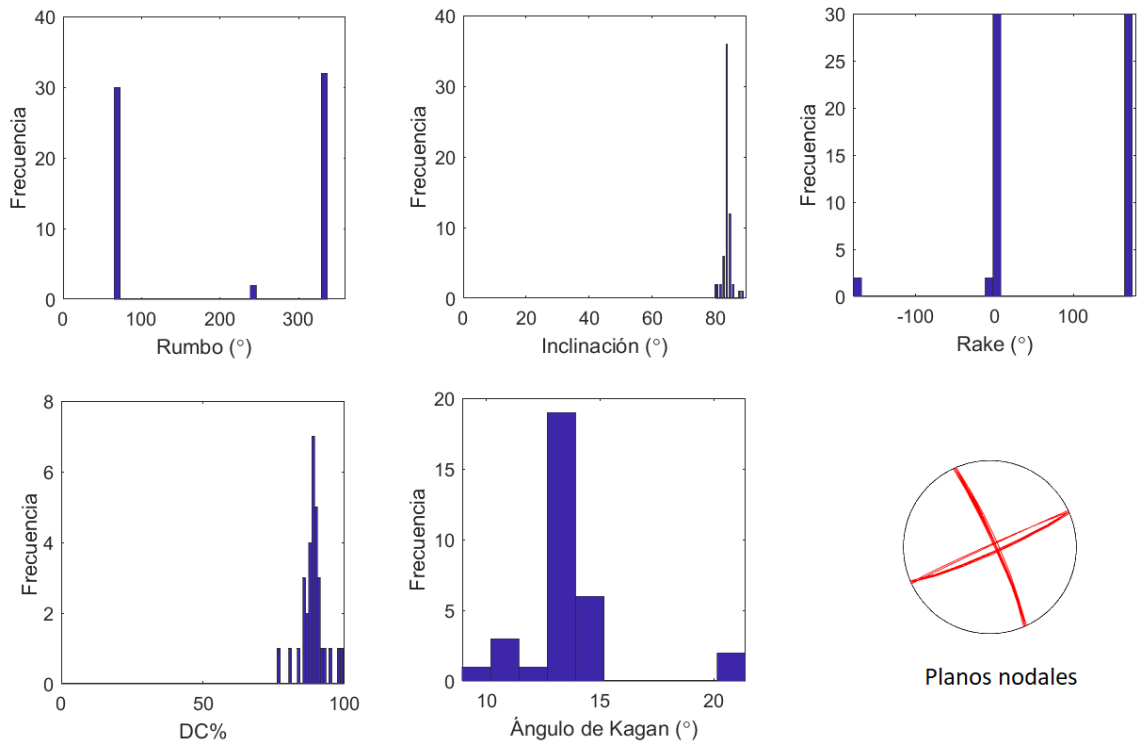 40
30
20
10
0
Frecuencia
0 100 200 300
Rumbo (°)
40
30
20
10
0
Frecuencia
0 20 40 60 80
Inclinación (°)
30
25
20
15
10
5
0
Frecuencia
-100 0 100
Rake (°)
8
6
4
2
0
Frecuencia
0 50 100
DC%
20
15
10
5
0
Frecuencia
10 15 20
Ángulo de Kagan (°)
Planos nodales